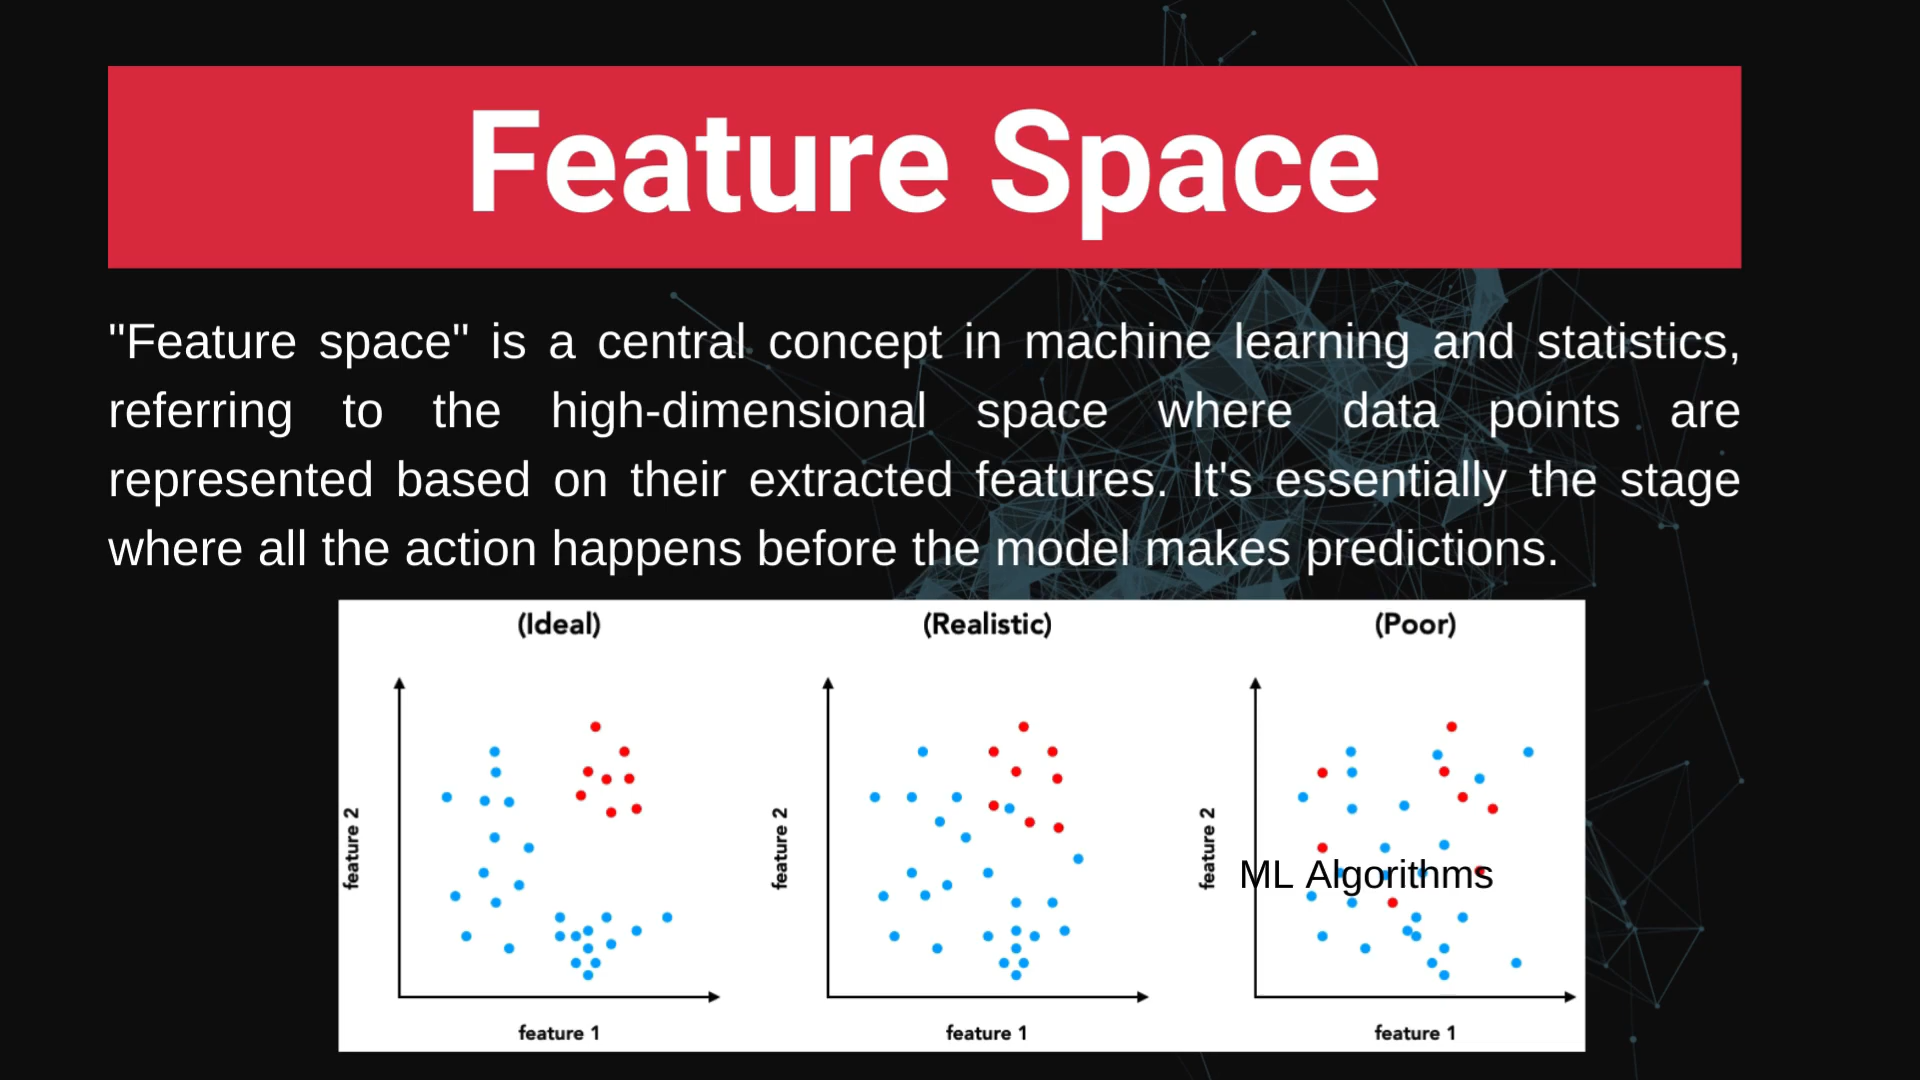 Feature Space
"Feature space" is a central concept in machine learning and statistics,
referring to the high-dimensional space where data points are
represented based on their extracted features. It's essentially the stage
where all the action happens before the model makes predictions.
(Ideal)
(Realistic)
(Poor)
feature 2
feature 2
feature 2
ML Algorithms
feature 1
feature 1
feature 1